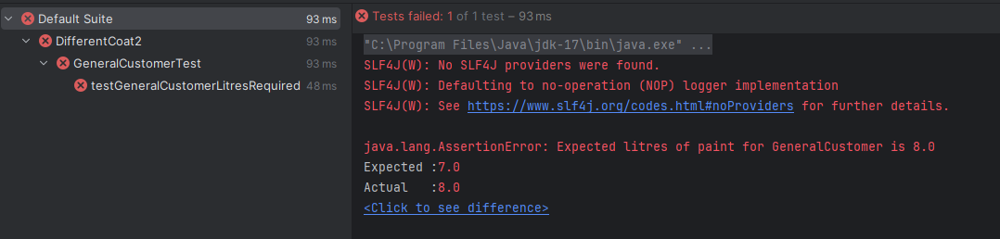 Default Suite 93 ms
DifferentCoat2 93 ms
GeneralCustomerTest 93 ms
testGeneralCustomerLitresRequired 48 ms
Tests failed: 1 of 1 test – 93 ms
"C:\Program Files\Java\jdk-17\bin\java.exe" ...
SLF4J(W): No SLF4J providers were found.
SLF4J(W): Defaulting to no-operation (NOP) logger implementation
SLF4J(W): See https://www.slf4j.org/codes.html#noProviders for further details.
java.lang.AssertionError: Expected litres of paint for GeneralCustomer is 8.0
Expected :7.0
Actual   :8.0
<Click to see difference>